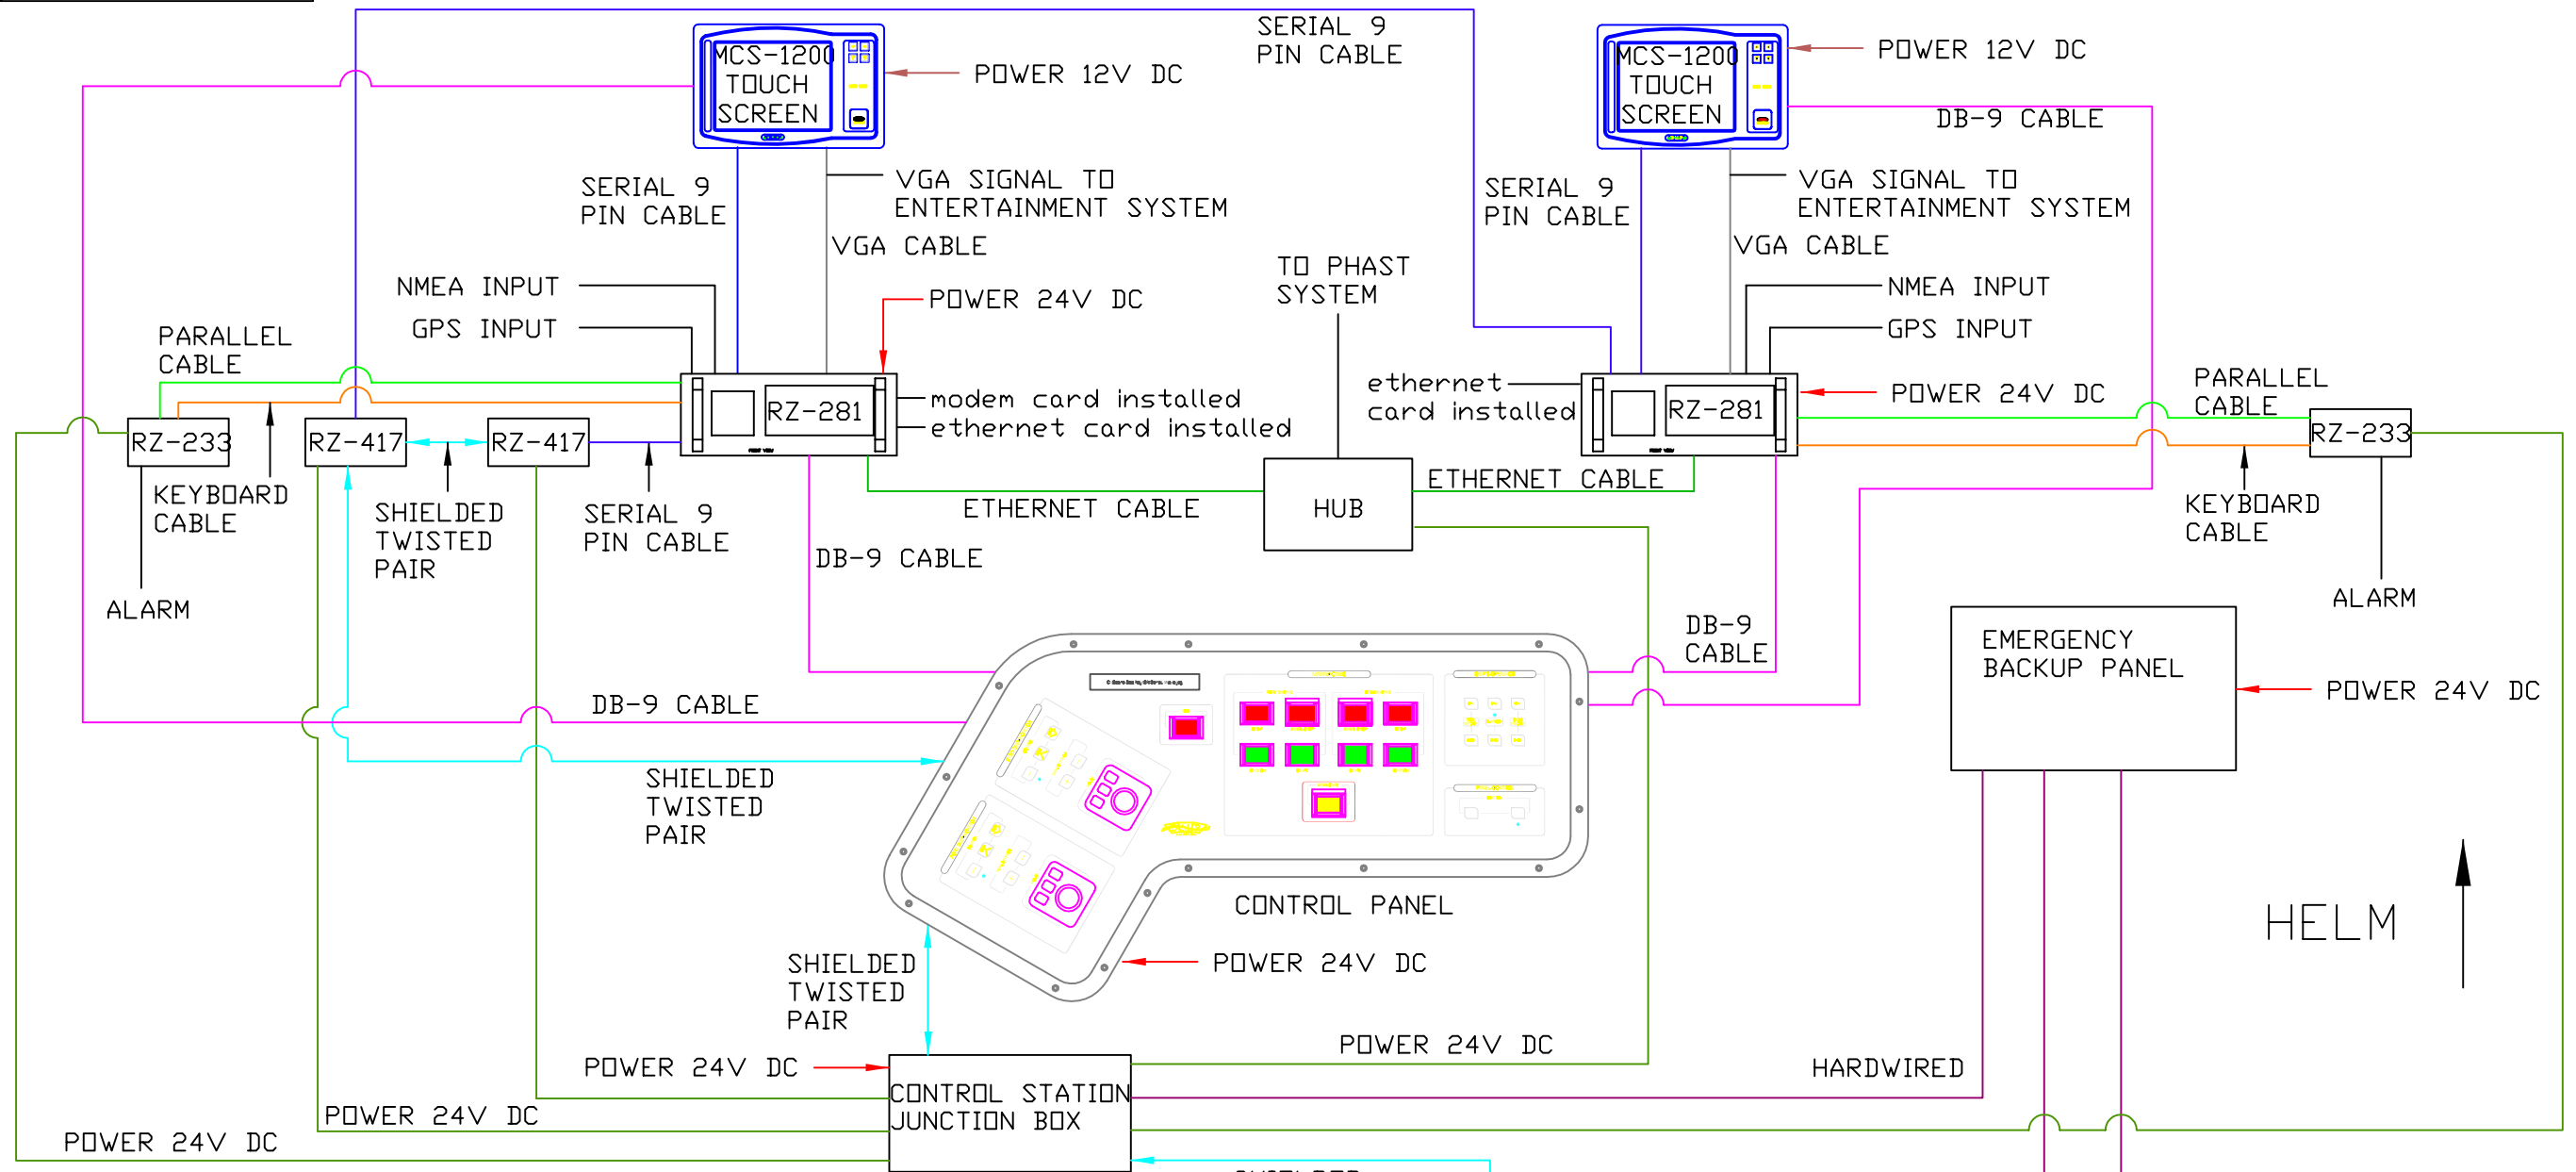 SERIAL 9
PIN CABLE
MCS-1200
TOUCH
SCREEN
POWER 12V DC
MCS-1200
TOUCH
SCREEN
POWER 12V DC
DB-9 CABLE
SERIAL 9
PIN CABLE
VGA SIGNAL TO
ENTERTAINMENT SYSTEM
VGA CABLE
SERIAL 9
PIN CABLE
VGA SIGNAL TO
ENTERTAINMENT SYSTEM
VGA CABLE
NMEA INPUT
GPS INPUT
POWER 24V DC
TO PHAST
SYSTEM
NMEA INPUT
GPS INPUT
PARALLEL
CABLE
RZ-281
modem card installed
ethernet card installed
ethernet
card installed
RZ-281
POWER 24V DC
PARALLEL
CABLE
RZ-233
RZ-417
RZ-417
RZ-233
KEYBOARD
CABLE
SHIELDED
TWISTED
PAIR
SERIAL 9
PIN CABLE
ETHERNET CABLE
HUB
ETHERNET CABLE
KEYBOARD
CABLE
DB-9 CABLE
ALARM
ALARM
DB-9
CABLE
EMERGENCY
BACKUP PANEL
POWER 24V DC
DB-9 CABLE
SHIELDED
TWISTED
PAIR
CONTROL PANEL
HELM
SHIELDED
TWISTED
PAIR
POWER 24V DC
POWER 24V DC
POWER 24V DC
HARDWIRED
CONTROL STATION
JUNCTION BOX
POWER 24V DC
POWER 24V DC